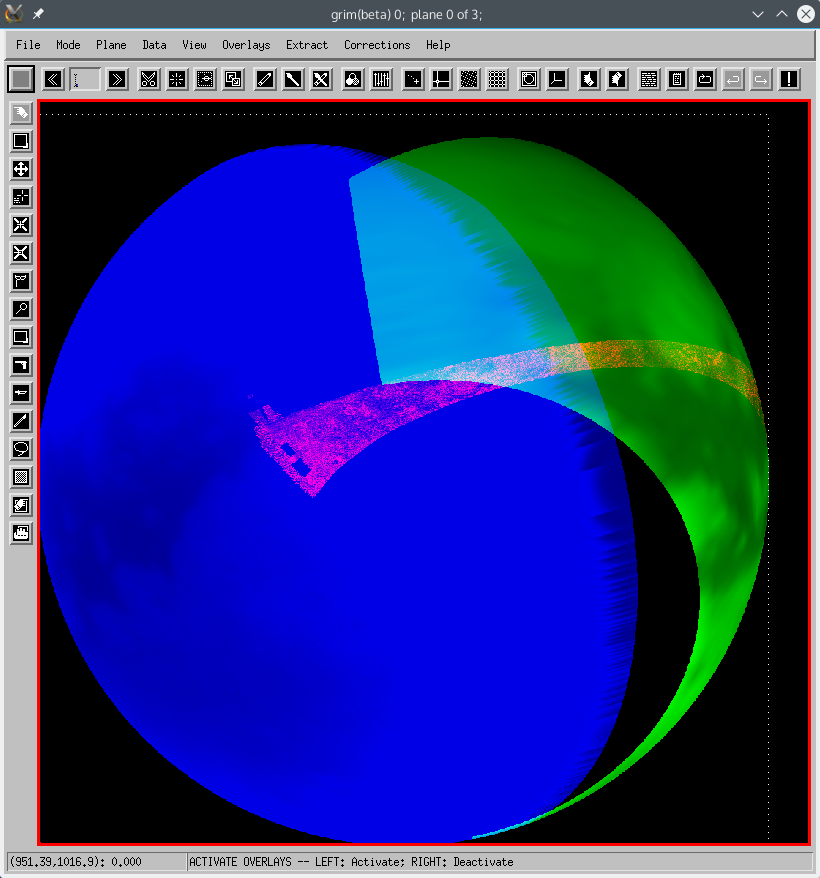 grim(beta) 0; plane 0 of 3;
File Mode Plane Data View Overlays Extract Corrections Help
(951.39,1016.9): 0.000 ACTIVATE OVERLAYS -- LEFT: Activate; RIGHT: Deactivate